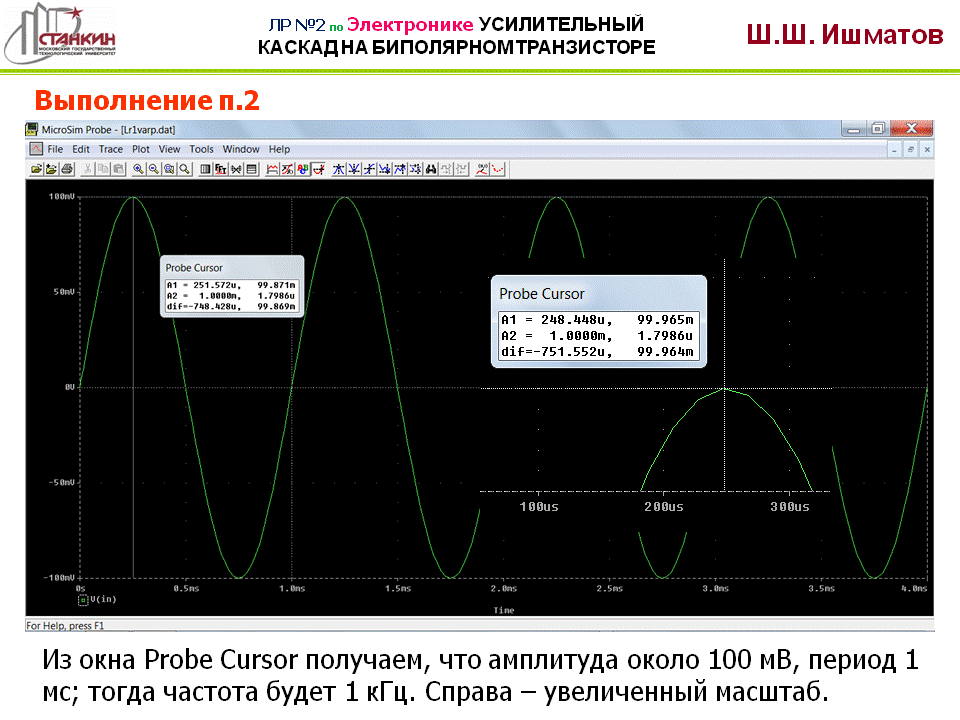 СТАНКИН
МОСКОВСКИЙ ГОСУДАРСТВЕННЫЙ
ТЕХНОЛОГИЧЕСКИЙ УНИВЕРСИТЕТ
ЛР №2 по Электронике УСИЛИТЕЛЬНЫЙ
КАСКАД НА БИПОЛЯРНОМТРАНЗИСТОРЕ
Ш.Ш. Ишматов
Выполнение п.2
MicroSim Probe - [Lr1varp.dat]
File Edit Trace Plot View Tools Window Help
100mV
50mV
0V
-50mV
-100mV
Probe Cursor
A1 = 251.572u, 99.871m
A2 = 1.0000m, 1.7986u
dif=-748.428u, 99.869m
Probe Cursor
A1 = 248.448u, 99.965m
A2 = 1.0000m, 1.7986u
dif=-751.552u, 99.964m
100us 200us 300us
0s 0.5ms 1.0ms 1.5ms 2.0ms 2.5ms 3.0ms 3.5ms 4.0ms
V(in)
Time
For Help, press F1
Из окна Probe Cursor получаем, что амплитуда около 100 мВ, период 1
мс; тогда частота будет 1 кГц. Справа – увеличенный масштаб.